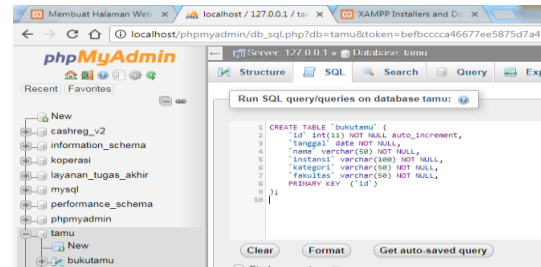 Membuat Halaman Web
localhost / 127.0.0.1 / tar
XAMPP Installers and Do
localhost/phpmyadmin/db_sql.php?db=tamu&token=befbcccca46677ee5875d7a4
phpMyAdmin
Recent Favorites
New
cashreg_v2
information_schema
koperasi
layanan_tugas_akhir
mysql
performance_schema
phpmyadmin
tamu
New
bukutamu
Server: 127.0.0.1 » Database: tamu
Structure SQL Search Query Exp
Run SQL query/queries on database tamu:
1 CREATE TABLE `bukutamu` (
2 `id` int(11) NOT NULL auto_increment,
3 `tanggal` date NOT NULL,
4 `nama` varchar(50) NOT NULL,
5 `instansi` varchar(100) NOT NULL,
6 `kategori` varchar(50) NOT NULL,
7 `fakultas` varchar(50) NOT NULL,
8 PRIMARY KEY (`id`)
9 );
10
Clear Format Get auto-saved query